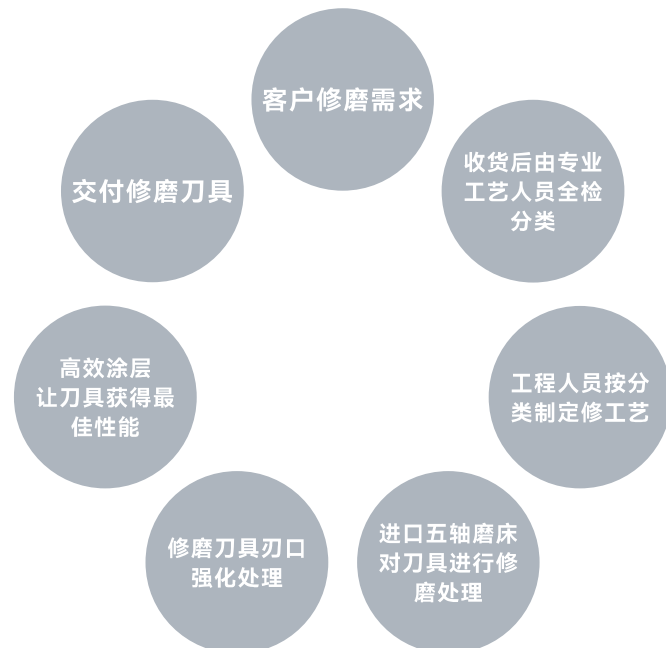 客户修磨需求
收货后由专业
工艺人员全检
分类
工程人员按分
类制定修工艺
进口五轴磨床
对刀具进行修
磨处理
修磨刀具刃口
强化处理
高效涂层
让刀具获得最
佳性能
交付修磨刀具